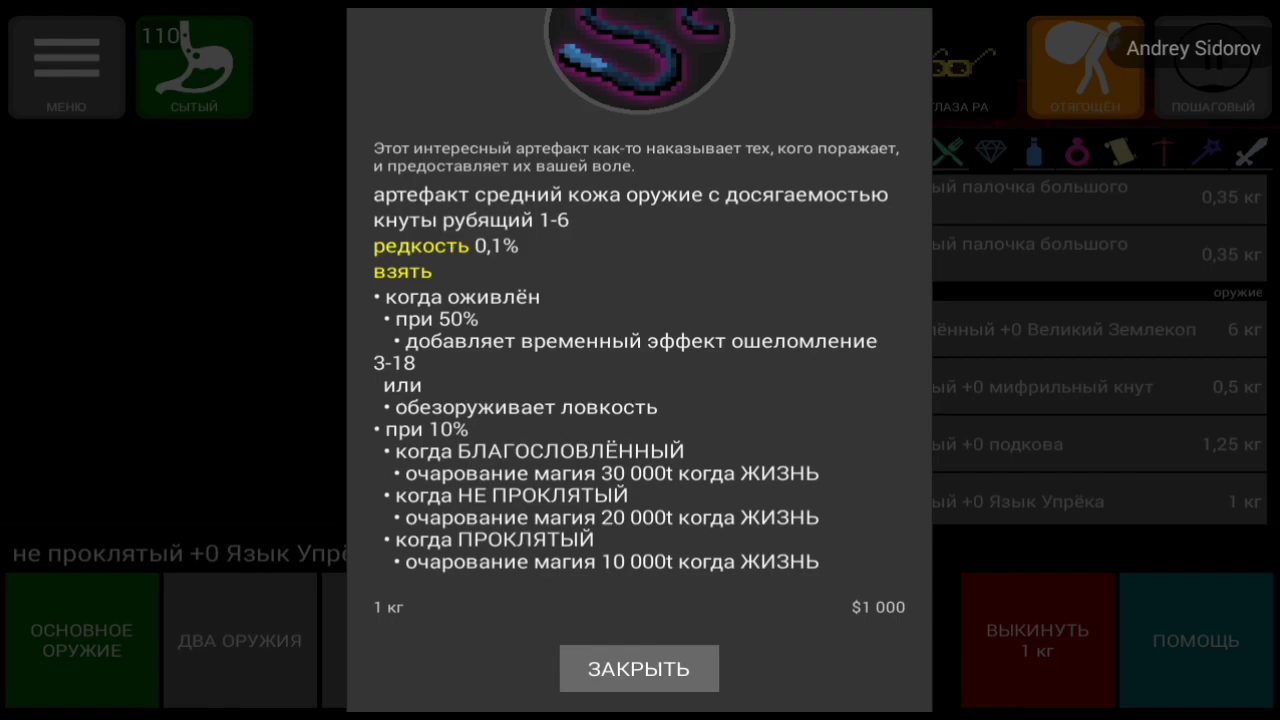 110
МЕНЮ
СЫТЫЙ
ЛАЗА РА
ОТЯГОЩЁН
ПОШАГОВЫЙ
Andrey Sidorov
Этот интересный артефакт как-то наказывает тех, кого поражает,
и предоставляет их вашей воле.
артефакт средний кожа оружие с досягаемостью
кнуты рубящий 1-6
редкость 0,1%
взять
• когда оживлён
• при 50%
• добавляет временный эффект ошеломление
3-18
или
• обезоруживает ловкость
• при 10%
• когда БЛАГОСЛОВЛЁННЫЙ
• очарование магия 30 000t когда ЖИЗНЬ
• когда НЕ ПРОКЛЯТЫЙ
• очарование магия 20 000t когда ЖИЗНЬ
• когда ПРОКЛЯТЫЙ
• очарование магия 10 000t когда ЖИЗНЬ
1 кг $1 000
ЗАКРЫТЬ
ый палочка большого 0,35 кг
ый палочка большого 0,35 кг
оружие
лённый +0 Великий Землекоп 6 кг
ый +0 мифрильный кнут 0,5 кг
ый +0 подкова 1,25 кг
ый +0 Язык Упрёка 1 кг
не проклятый +0 Язык Упрё
ОСНОВНОЕ
ОРУЖИЕ
ДВА ОРУЖИЯ
ВЫКИНУТЬ
1 кг
ПОМОЩЬ